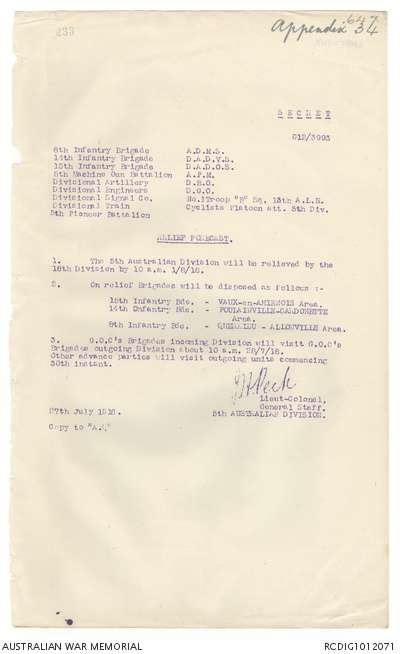 233
Appendix 34
SECRET
G12/3993
8th Infantry Brigade A.D.M.S.
14th Infantry Brigade D.A.D.V.S.
15th Infantry Brigade D.A.D.O.S.
5th Machine Gun Battalion A.P.M.
Divisional Artillery
Divisional Engineers D.G.O.
Divisional Signal Co. No.1 Troop "B" Sq. 13th A.L.H.
Divisional Train Cyclists Platoon Att. 5th Div.
5th Pioneer Battalion
RELIEF FORECAST.
1. The 5th Australian Division will be relieved by the
18th Division by 10 a.m. 1/8/18.
2. On relief Brigades will be disposed as follows :-
15th Infantry Bde. - VAUX-en-AMIENOIS Area.
14th Infantry Bde. - POULAINVILLE-CARDONETTE
Area.
8th Infantry Bde. - QUERRIEU - ALLONVILLE Area.
3. G.O.C's Brigades incoming Division will visit G.O.C's
Brigades outgoing Division about 10 a.m. 28/7/18.
Other advance parties will visit outgoing units commencing
30th instant.
JHPeck
Lieut-Colonel,
General Staff.
5th AUSTRALIAN DIVISION.
27th July 1918.
Copy to "A.Q."
AUSTRALIAN WAR MEMORIAL RCDIG1012071